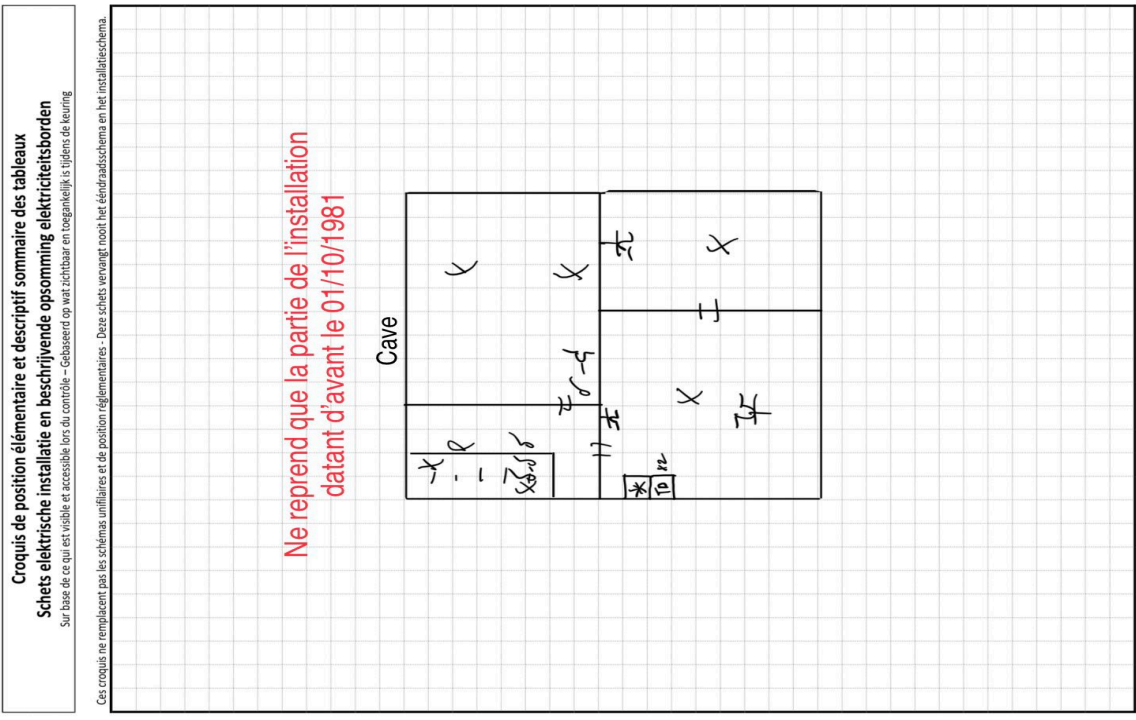 Croquis de position élémentaire et descriptif sommaire des tableaux
Schets elektrische installatie en beschrijvende opsomming elektriciteitsborden
Sur base de ce qui est visible et accessible lors du contrôle – Gebaseerd op wat zichtbaar en toegankelijk is tijdens de keuring
Ces croquis ne remplacent pas les schémas unifilaires et de position réglementaires - Deze schets vervangt nooit het ééndraadsschema en het installatieschema.
Ne reprend que la partie de l'installation
datant d'avant le 01/10/1981
Cave
TD